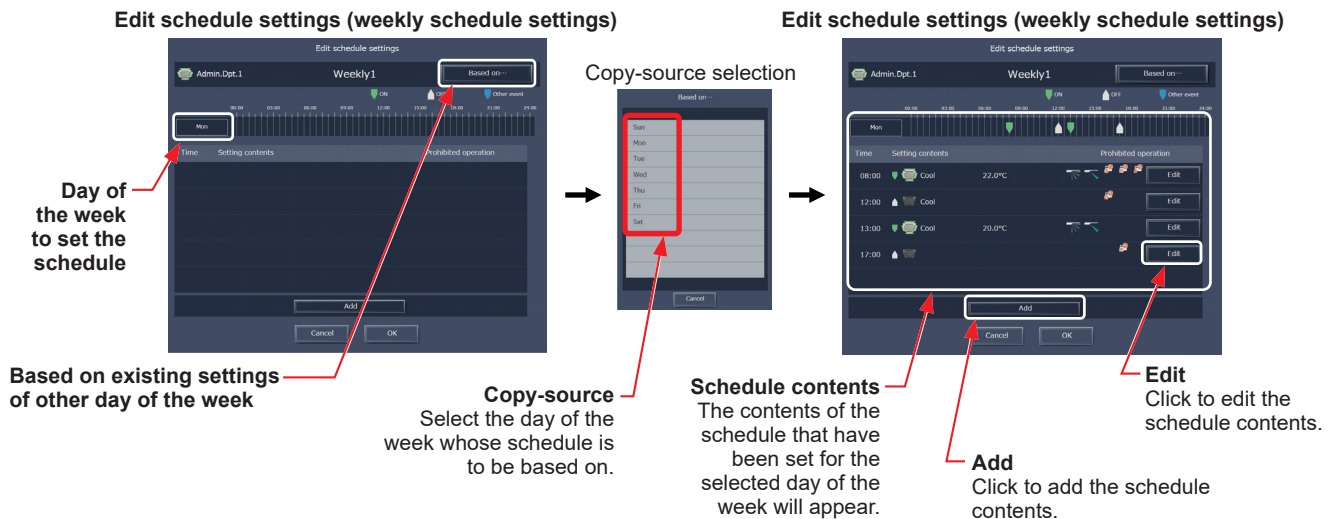 Edit schedule settings (weekly schedule settings)
Edit schedule settings
Admin.Dpt.1
Weekly1
Based on···
ON
OFF
Other event
00:00 03:00 06:00 09:00 12:00 15:00 18:00 21:00 24:00
Mon
Time Setting contents Prohibited operation
Add
Cancel OK
Day of
the week
to set the
schedule
Based on existing settings
of other day of the week
Copy-source selection
Based on···
Sun
Mon
Tue
Wed
Thu
Fri
Sat
Cancel
Copy-source
Select the day of the
week whose schedule is
to be based on.
Edit schedule settings (weekly schedule settings)
Edit schedule settings
Admin.Dpt.1
Weekly1
Based on···
ON
OFF
Other event
00:00 03:00 06:00 09:00 12:00 15:00 18:00 21:00 24:00
Mon
Time Setting contents Prohibited operation
08:00 Cool 22.0°C Edit
12:00 Cool Edit
13:00 Cool 20.0°C Edit
17:00 Edit
Add
Cancel OK
Schedule contents
The contents of the
schedule that have
been set for the
selected day of the
week will appear.
Add
Click to add the schedule
contents.
Edit
Click to edit the
schedule contents.